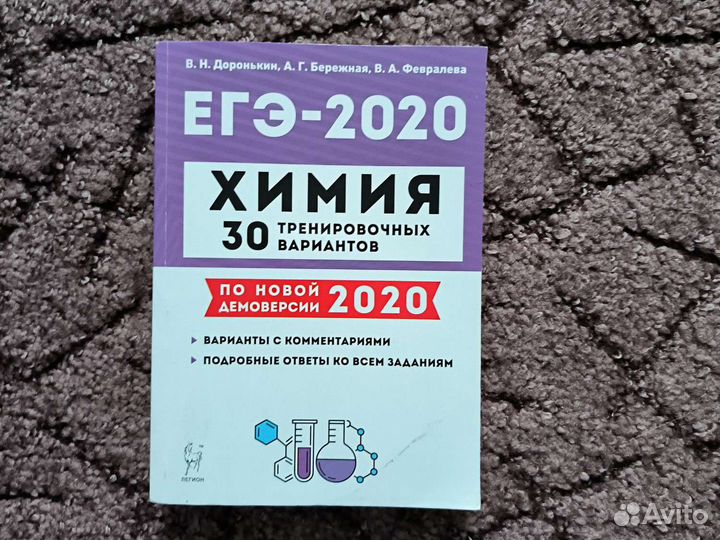 В. Н. Доронькин, А. Г. Бережная, В. А. Февралева
ЕГЭ-2020
ХИМИЯ
30 ТРЕНИРОВОЧНЫХ
ВАРИАНТОВ
ПО НОВОЙ
ДЕМОВЕРСИИ 2020
ВАРИАНТЫ С КОММЕНТАРИЯМИ
ПОДРОБНЫЕ ОТВЕТЫ КО ВСЕМ ЗАДАНИЯМ
ЛЕГИОН
Avito